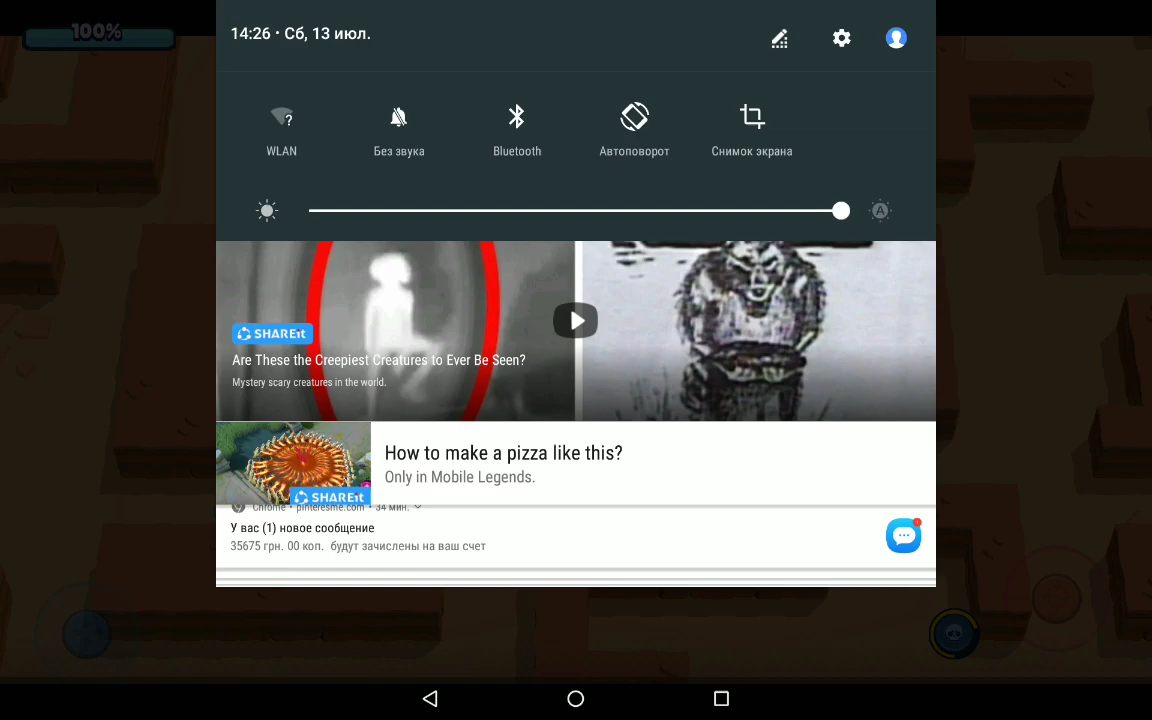 100%
14:26 • Сб, 13 июл.
WLAN
Без звука
Bluetooth
Автоповорот
Снимок экрана
A
SHAREit
Are These the Creepiest Creatures to Ever Be Seen?
Mystery scary creatures in the world.
How to make a pizza like this?
Only in Mobile Legends.
SHAREit
Chrome • pinteresme.com • 34 мин.
У вас (1) новое сообщение
35675 грн. 00 коп. будут зачислены на ваш счет